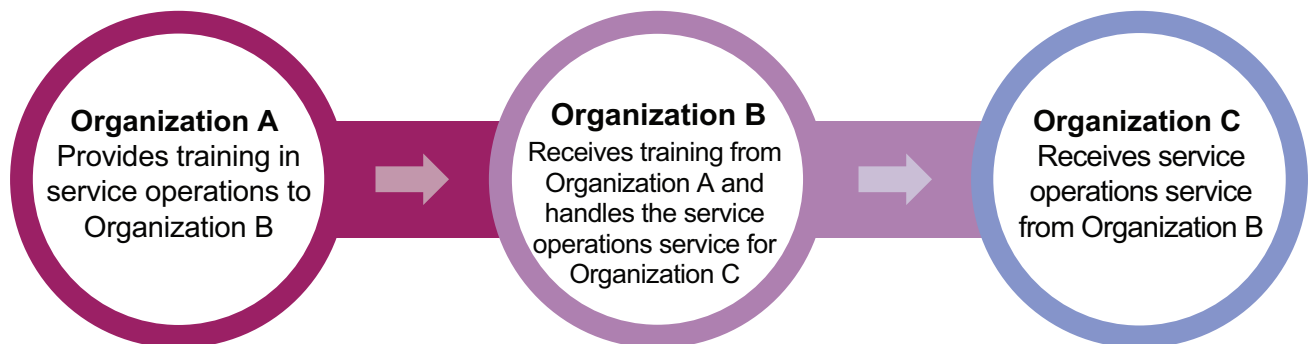 Organization A
Provides training in
service operations to
Organization B
Organization B
Receives training from
Organization A and
handles the service
operations service for
Organization C
Organization C
Receives service
operations service
from Organization B